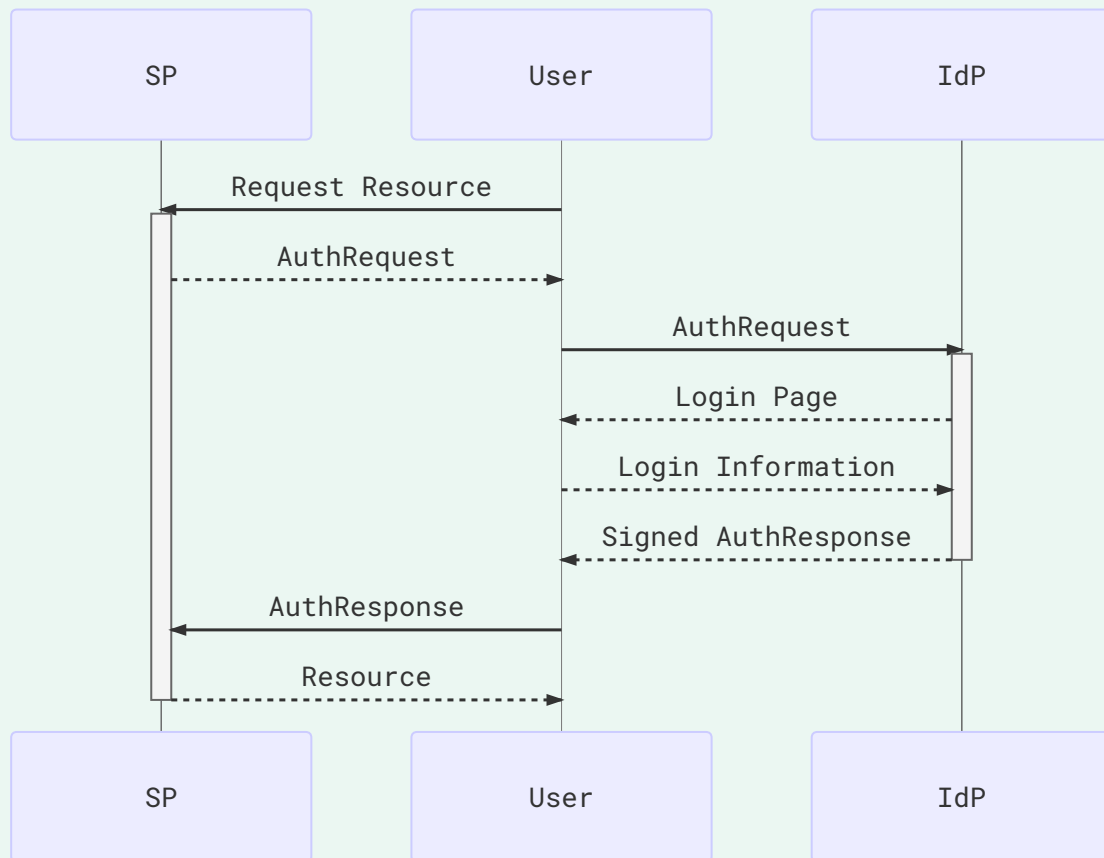 SP
User
IdP
Request Resource
AuthRequest
AuthRequest
Login Page
Login Information
Signed AuthResponse
AuthResponse
Resource
SP
User
IdP